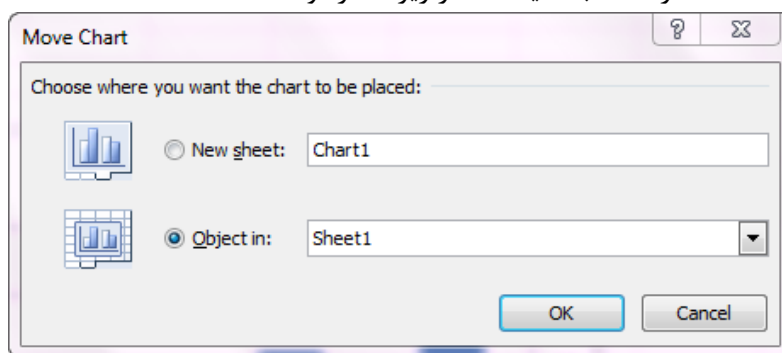 Move Chart
Choose where you want the chart to be placed:
New sheet: Chart1
Object in: Sheet1
OK Cancel